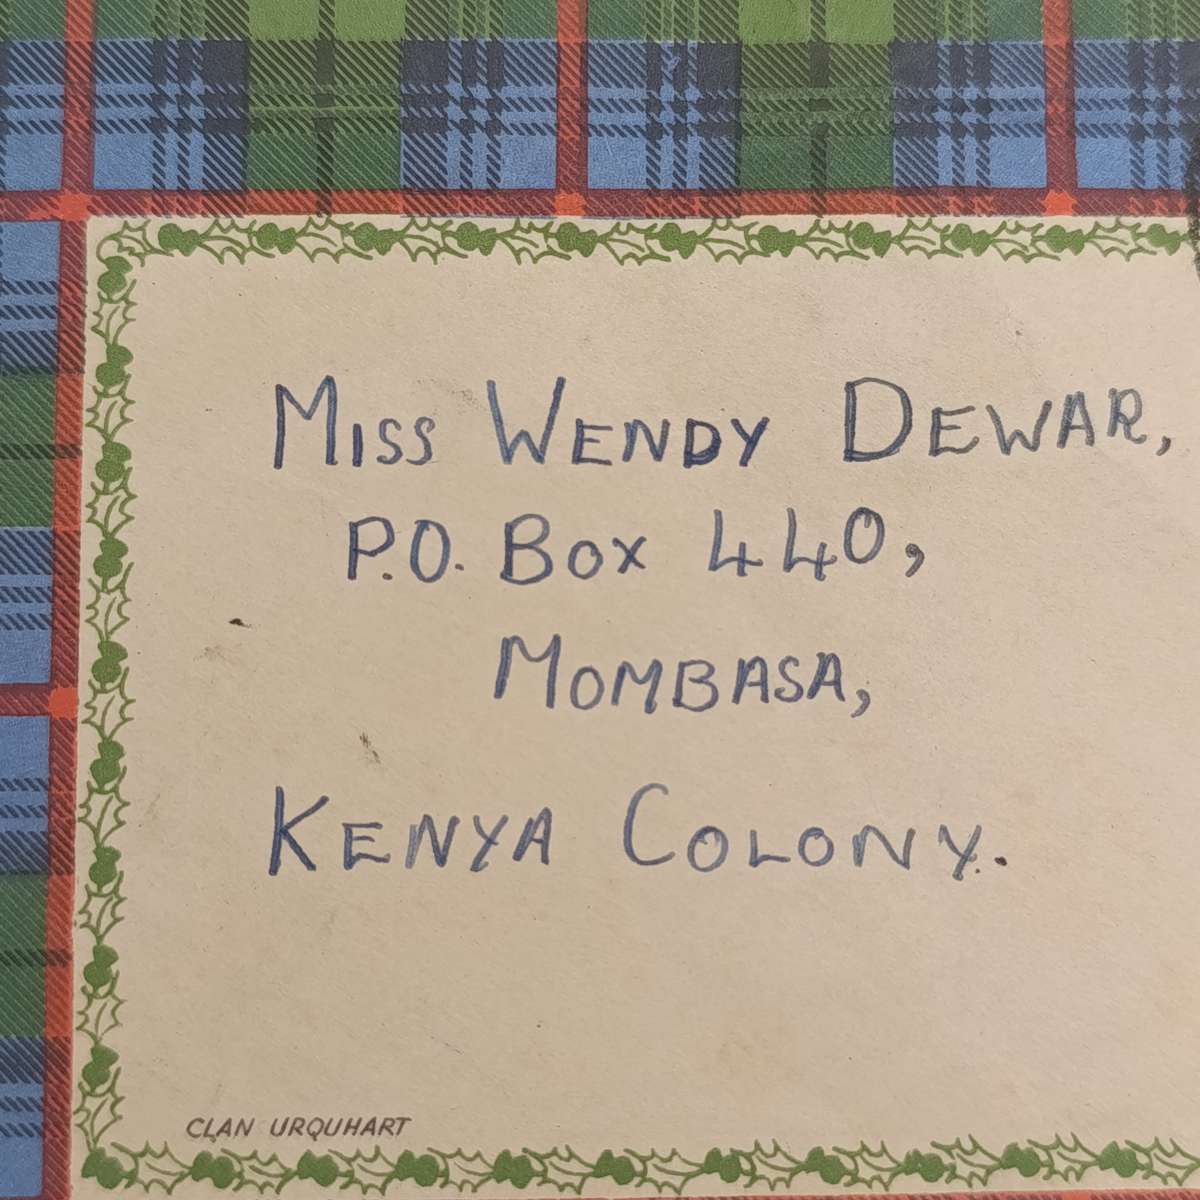 Miss Wendy Dewar,
P.O. Box 440,
Mombasa,
Kenya Colony.
CLAN URQUHART